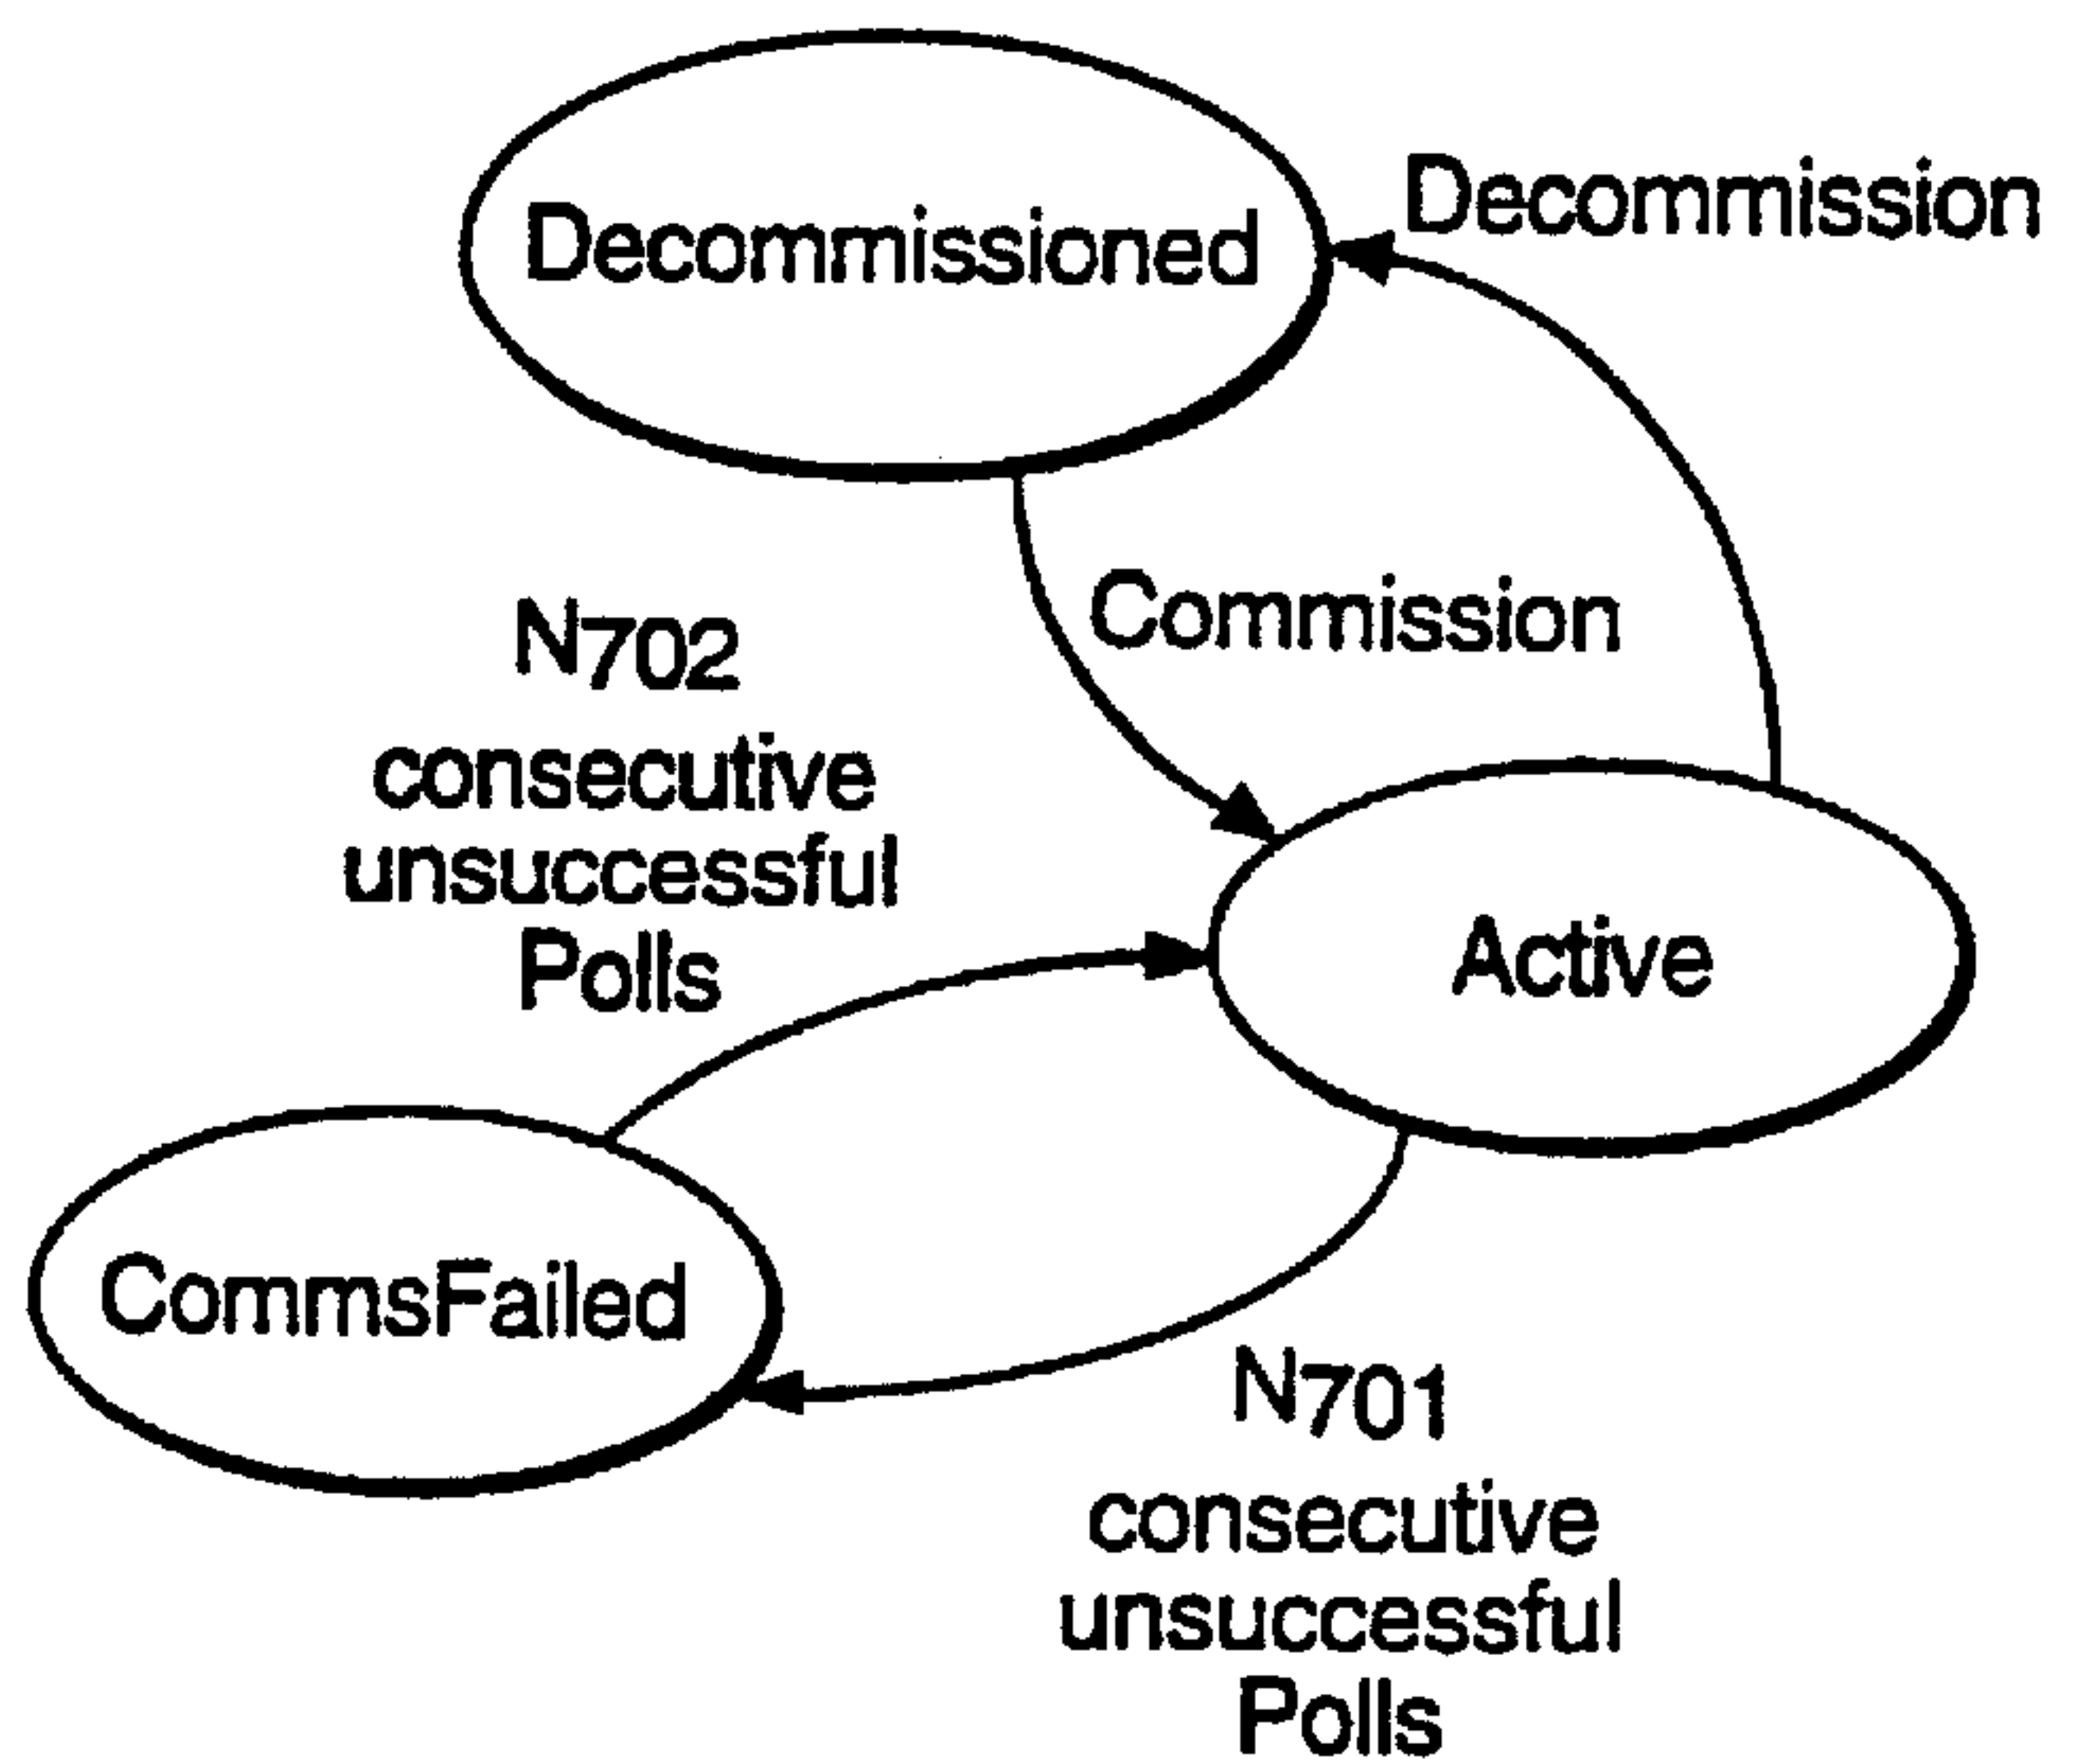 Decommissioned
Decommission
Commission
N702
consecutive
unsuccessful
Polls
Active
CommsFailed
N701
consecutive
unsuccessful
Polls